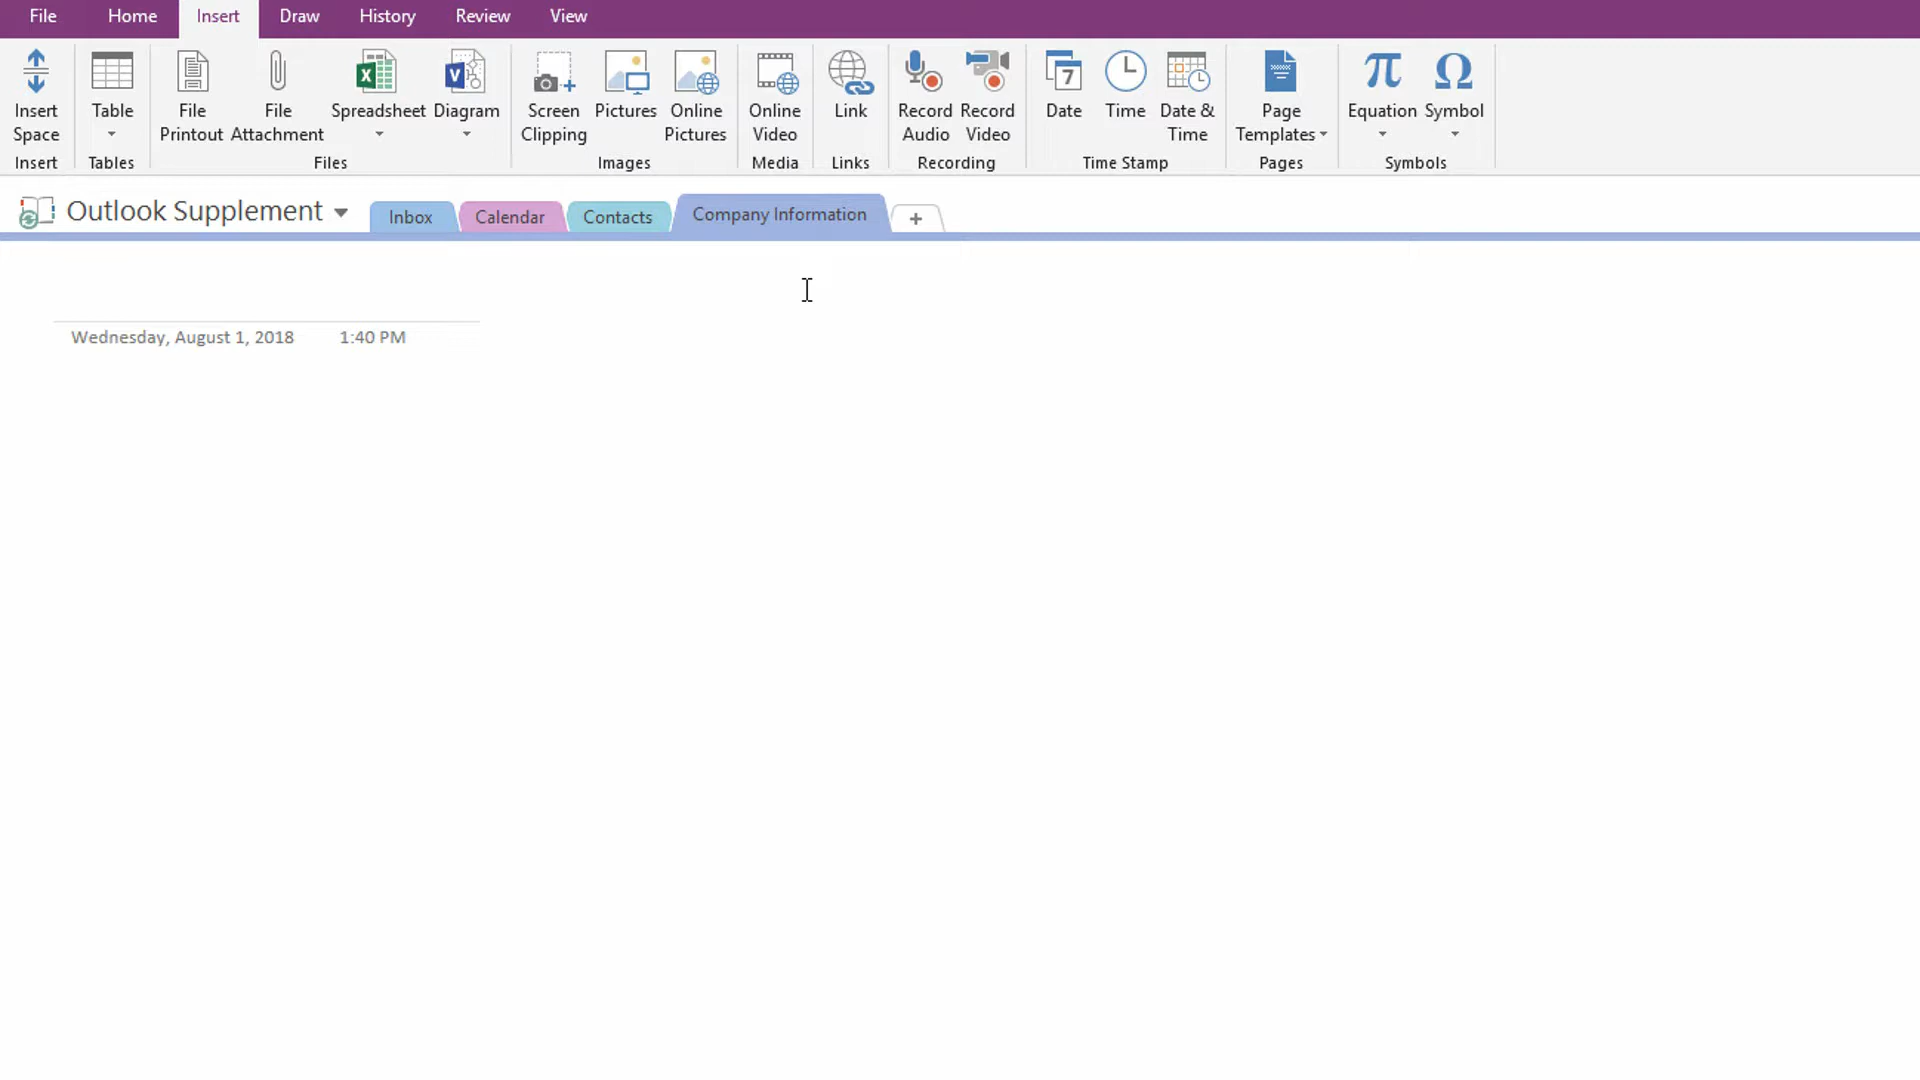 File Home Insert Draw History Review View
Insert Space
Table
File Printout
File Attachment
Spreadsheet
Diagram
Screen Clipping
Pictures
Online Pictures
Online Video
Link
Record Audio
Record Video
7
Date
Time
Date & Time
Page Templates
π
Equation
Ω
Symbol
Insert Tables Files Images Media Links Recording Time Stamp Pages Symbols
Outlook Supplement Inbox Calendar Contacts Company Information +
Wednesday, August 1, 2018 1:40 PM